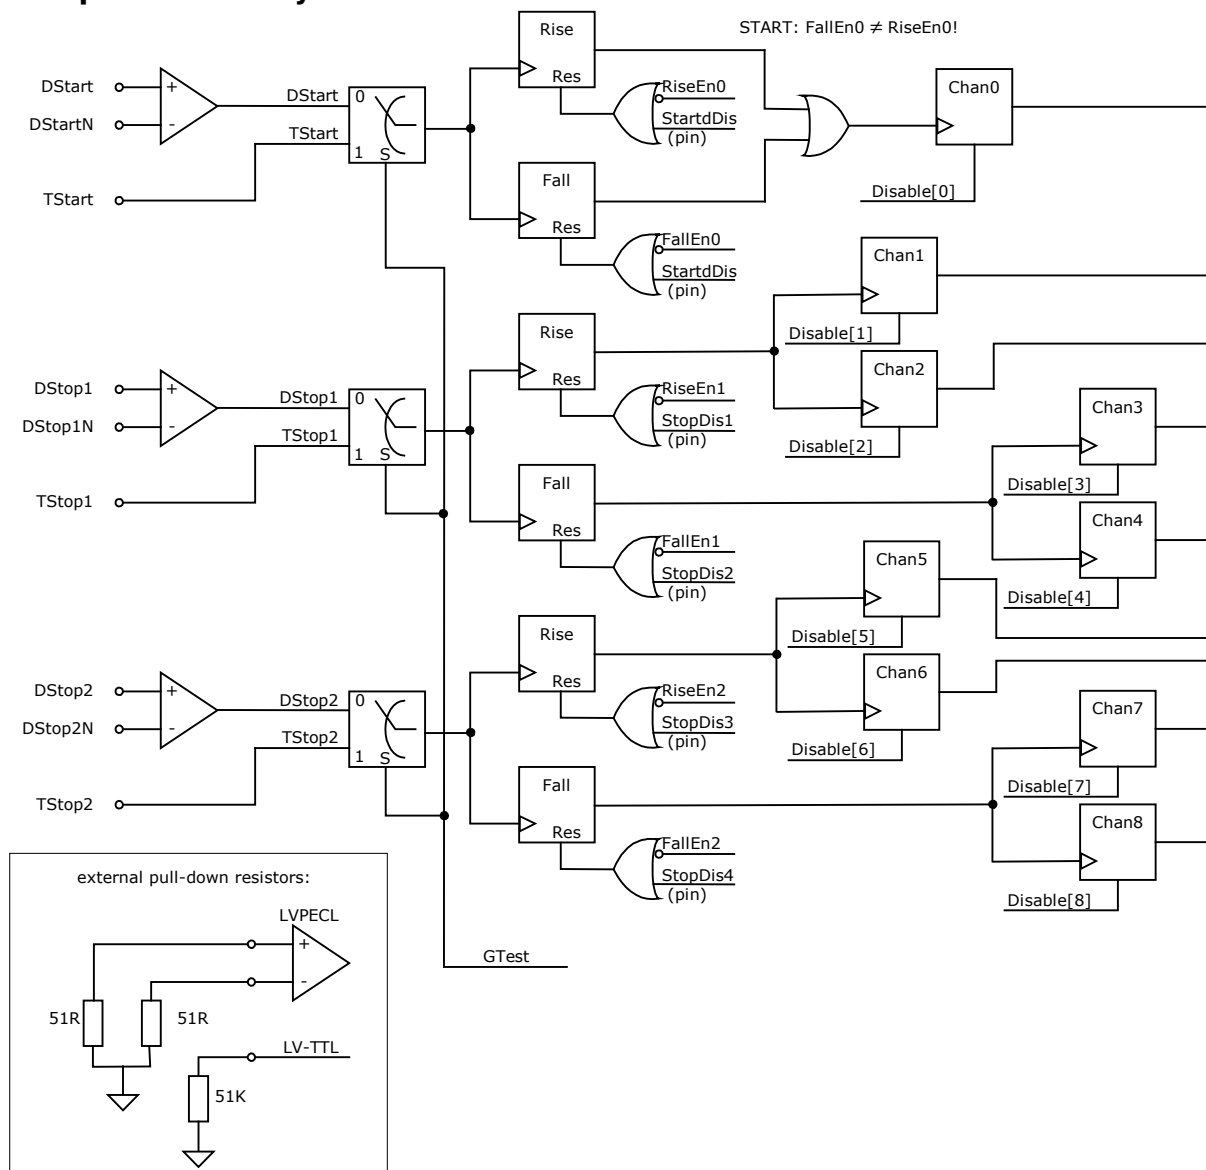 START: FallEn0 ≠ RiseEn0!
Rise
Res
RiseEn0
StartdDis
(pin)
Chan0
Disable[0]
DStart
DStartN
+
-
DStart
TStart
0
1
S
TStart
Fall
Res
FallEn0
StartdDis
(pin)
Chan1
Disable[1]
Chan2
Disable[2]
Rise
Res
RiseEn1
StopDis1
(pin)
DStop1
DStop1N
+
-
DStop1
TStop1
0
1
S
TStop1
Chan3
Disable[3]
Chan4
Disable[4]
Fall
Res
FallEn1
StopDis2
(pin)
Chan5
Disable[5]
Chan6
Disable[6]
Rise
Res
RiseEn2
StopDis3
(pin)
DStop2
DStop2N
+
-
DStop2
TStop2
0
1
S
TStop2
Chan7
Disable[7]
Chan8
Disable[8]
Fall
Res
FallEn2
StopDis4
(pin)
GTest
external pull-down resistors:
LVPECL
+
-
51R
51R
LV-TTL
51K